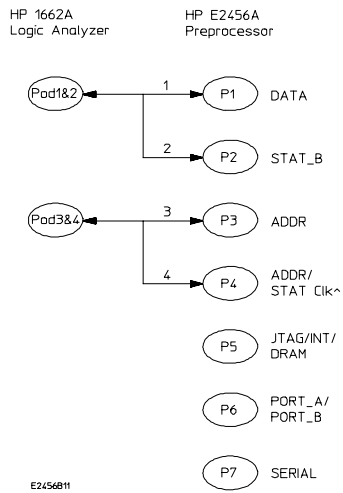 HP 1662A
Logic Analyzer
HP E2456A
Preprocessor
Pod1&2
1
P1
DATA
2
P2
STAT_B
Pod3&4
3
P3
ADDR
4
P4
ADDR/
STAT Clk^
P5
JTAG/INT/
DRAM
P6
PORT_A/
PORT_B
P7
SERIAL
E2456B11